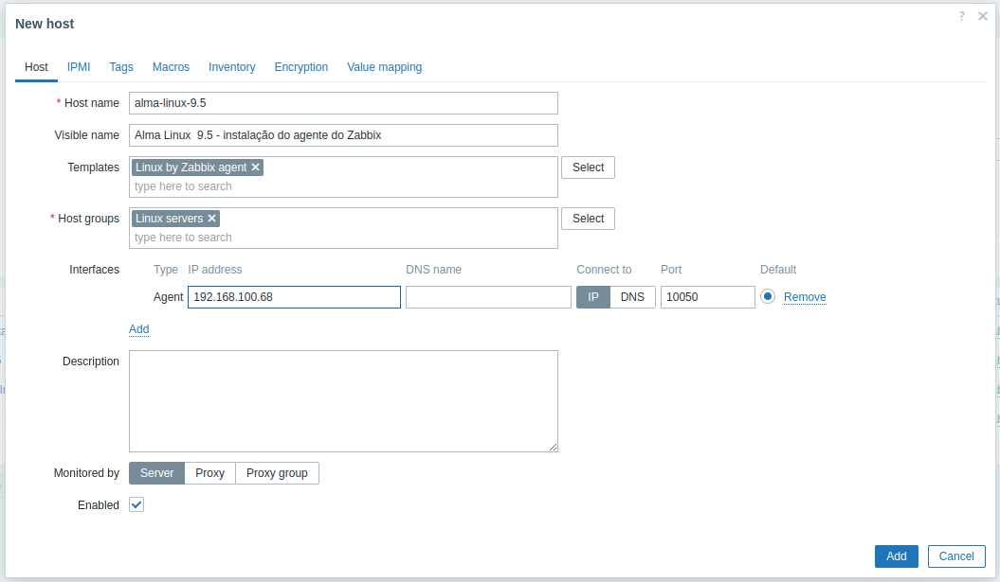 New host
?
Host IPMI Tags Macros Inventory Encryption Value mapping
* Host name alma-linux-9.5
Visible name Alma Linux  9.5 - instalação do agente do Zabbix
Templates Linux by Zabbix agent Select
type here to search
* Host groups Linux servers Select
type here to search
Interfaces Type IP address DNS name Connect to Port Default
Agent 192.168.100.68 IP DNS 10050 Remove
Add
Description
Monitored by Server Proxy Proxy group
Enabled
Add Cancel